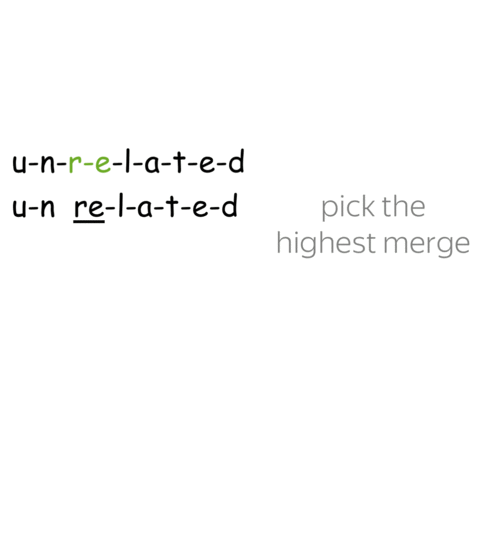 u-n-r-e-l-a-t-e-d
u-n re-l-a-t-e-d
pick the
highest merge